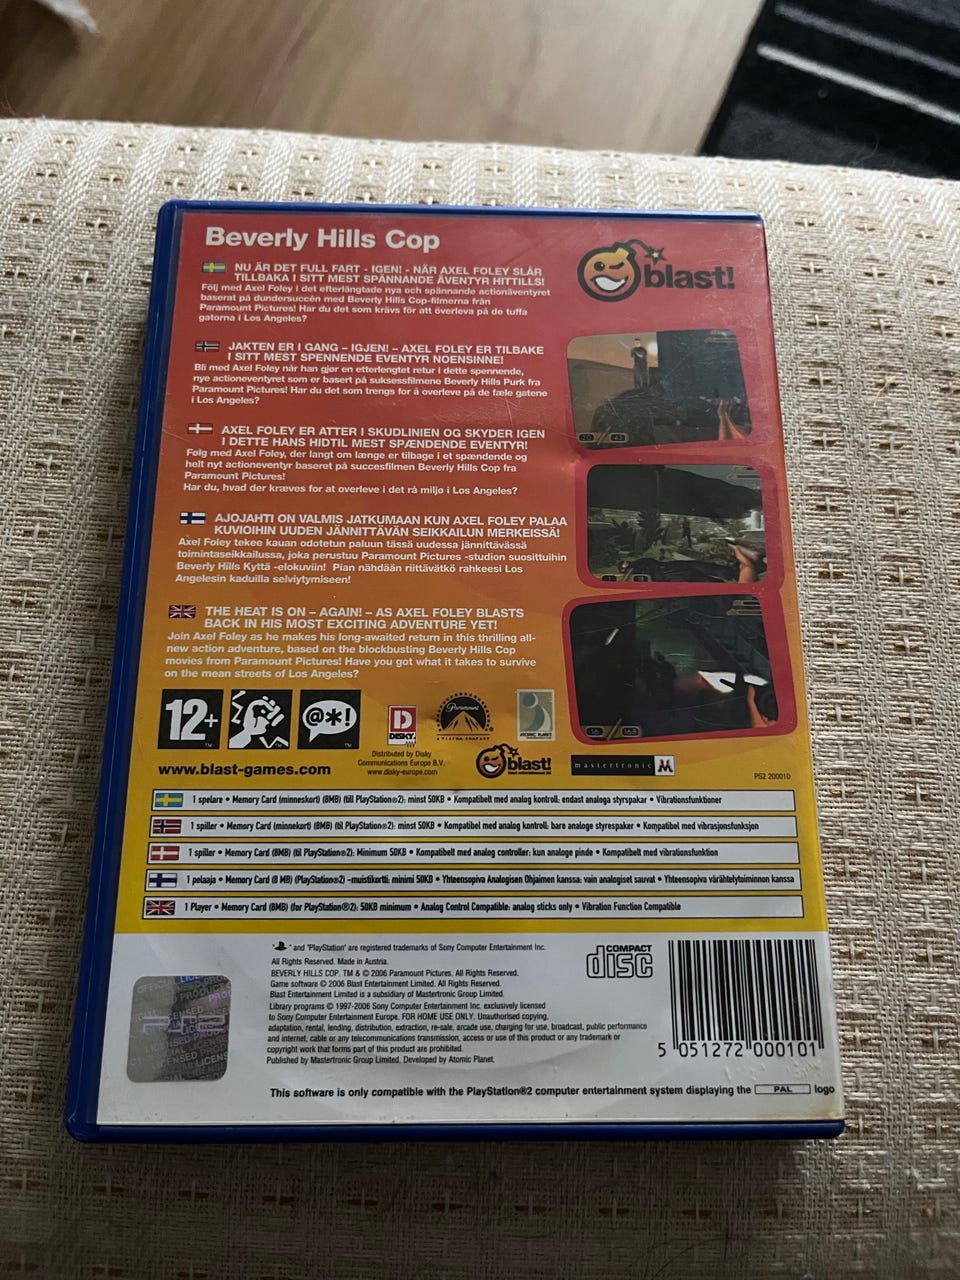 Beverly Hills Cop
blast!
NU ÄR DET FULL FART - IGEN! - NÄR AXEL FOLEY SLÅR
TILLBAKA I SITT MEST SPÄNNANDE ÄVENTYR HITTILLS!
Följ med Axel Foley i det efterlängtade nya och spännande actionäventyret
baserat på dundersuccén med Beverly Hills Cop-filmerna från
Paramount Pictures! Har du det som krävs för att överleva på de tuffa
gatorna i Los Angeles?
JAKTEN ER I GANG – IGJEN! - AXEL FOLEY ER TILBAKE
I SITT MEST SPENNENDE EVENTYR NOENSINNE!
Bli med Axel Foley når han gjør en etterlengtet retur i dette spennende,
nye actioneventyret som er basert på suksessfilmene Beverly Hills Purk fra
Paramount Pictures! Har du det som trengs for å overleve på de fæle gatene
i Los Angeles?
AXEL FOLEY ER ATTER I SKUDLINIEN OG SKYDER IGEN
I DETTE HANS HIDTIL MEST SPÆNDENDE EVENTYR!
Følg med Axel Foley, der langt om længe er tilbage i et spændende og
helt nyt actioneventyr baseret på succesfilmen Beverly Hills Cop fra
Paramount Pictures!
Har du, hvad der kræves for at overleve i det rå miljø i Los Angeles?
AJOJAHTI ON VALMIS JATKUMAAN KUN AXEL FOLEY PALAA
KUVIOIHIN UUDEN JÄNNITTÄVÄN SEIKKAILUN MERKEISSÄ!
Axel Foley tekee kauan odotetun paluun tässä uudessa jännittävässä
toimintaseikkailussa, joka perustuu Paramount Pictures -studion suosittuihin
Beverly Hills Kyttä -elokuviin! Pian nähdään riittävätkö rahkeesi Los
Angelesin kaduilla selviytymiseen!
THE HEAT IS ON – AGAIN! – AS AXEL FOLEY BLASTS
BACK IN HIS MOST EXCITING ADVENTURE YET!
Join Axel Foley as he makes his long-awaited return in this thrilling all-
new action adventure, based on the blockbusting Beverly Hills Cop
movies from Paramount Pictures! Have you got what it takes to survive
on the mean streets of Los Angeles?
12+
@*!
D
DISKY
Paramount
A VIACOM COMPANY
ATOMIC PLANET
Distributed by Disky
Communications Europe B.V.
www.disky-europe.com
blast!
mastertronic M
www.blast-games.com
PS2 200010
1 spelare • Memory Card (minneskort) (8MB) (till PlayStation®2): minst 50KB • Kompatibelt med analog kontroll: endast analoga styrspakar • Vibrationsfunktioner
1 spiller • Memory Card (minnekort) (8MB) (til PlayStation®2): minst 50KB • Kompatibel med analog kontroll: bare analoge styrespaker • Kompatibel med vibrasjonsfunksjon
1 spiller • Memory Card (8MB) (til PlayStation®2): Minimum 50KB • Kompatibelt med analog controller: kun analoge pinde • Kompatibelt med vibrationsfunktion
1 pelaaja • Memory Card (8 MB) (PlayStation®2) -muistikortti: minimi 50KB • Yhteensopiva Analogisen Ohjaimen kanssa: vain analogiset sauvat • Yhteensopiva värähtelytoiminnon kanssa
1 Player • Memory Card (8MB) (for PlayStation®2): 50KB minimum • Analog Control Compatible: analog sticks only • Vibration Function Compatible
" " and "PlayStation" are registered trademarks of Sony Computer Entertainment Inc.
All Rights Reserved. Made in Austria.
BEVERLY HILLS COP. TM & © 2006 Paramount Pictures. All Rights Reserved.
Game software © 2006 Blast Entertainment Limited. All Rights Reserved.
Blast Entertainment Limited is a subsidiary of Mastertronic Group Limited.
Library programs © 1997-2006 Sony Computer Entertainment Inc. exclusively licensed
to Sony Computer Entertainment Europe. FOR HOME USE ONLY. Unauthorised copying,
adaptation, rental, lending, distribution, extraction, re-sale, arcade use, charging for use, broadcast, public performance
and internet, cable or any telecommunications transmission, access or use of this product or any trademark or
copyright work that forms part of this product are prohibited.
Published by Mastertronic Group Limited. Developed by Atomic Planet.
COMPACT
disc
5 051272 000101
This software is only compatible with the PlayStation®2 computer entertainment system displaying the PAL logo